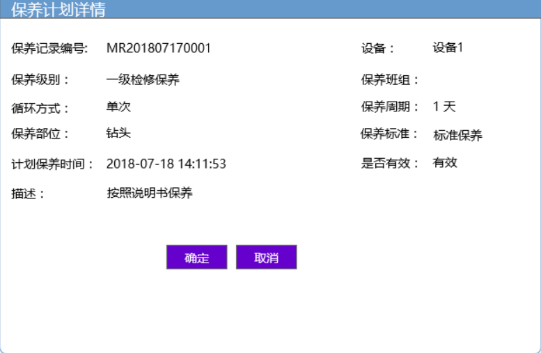 保养计划详情
保养记录编号: MR201807170001 设备： 设备1
保养级别： 一级检修保养 保养班组：
循环方式： 单次 保养周期： 1 天
保养部位： 钻头 保养标准： 标准保养
计划保养时间： 2018-07-18 14:11:53 是否有效： 有效
描述： 按照说明书保养
确定 取消